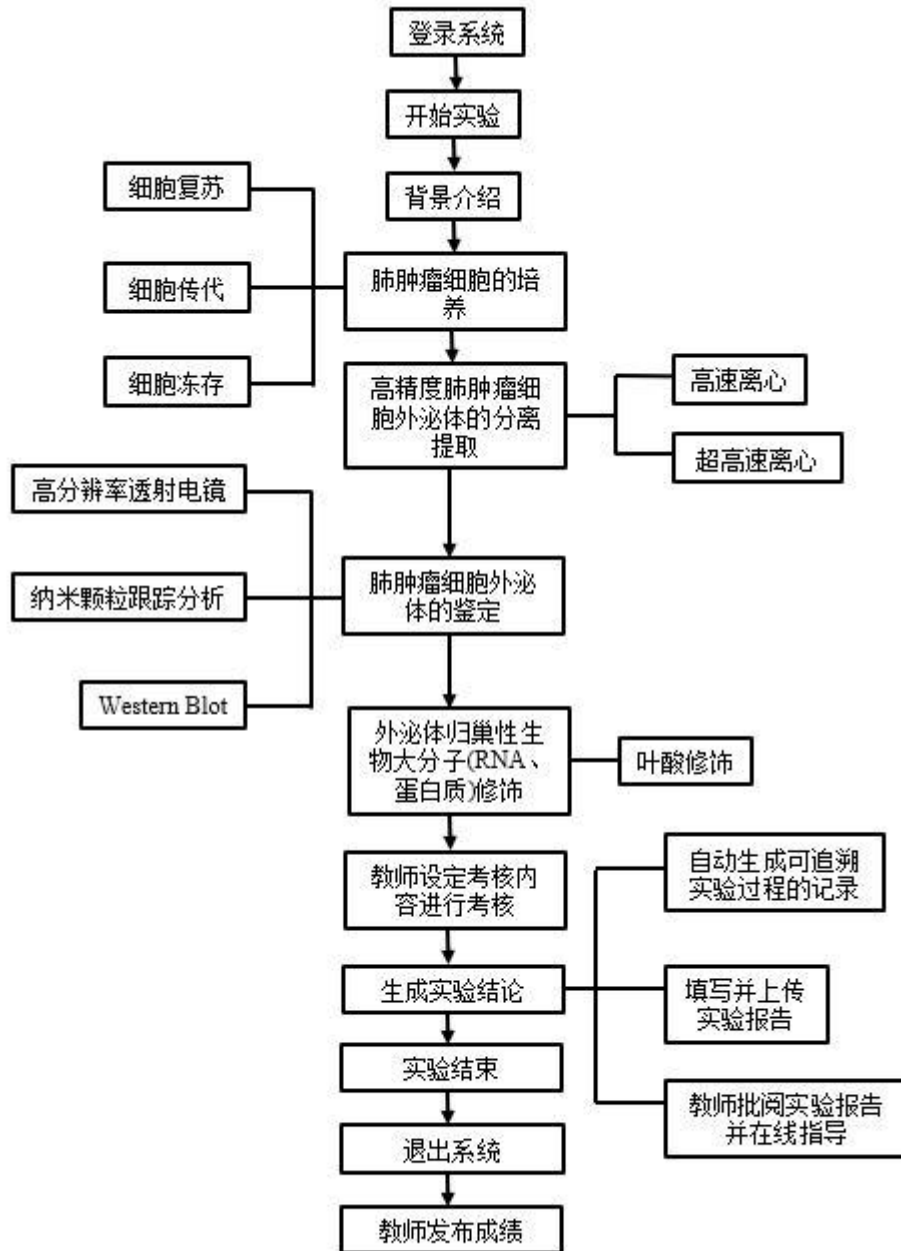 登录系统
开始实验
背景介绍
细胞复苏
细胞传代
细胞冻存
肺肿瘤细胞的培
养
高精度肺肿瘤细
胞外泌体的分离
提取
高速离心
超高速离心
高分辨率透射电镜
纳米颗粒跟踪分析
Western Blot
肺肿瘤细胞外泌
体的鉴定
外泌体归巢性生
物大分子(RNA、
蛋白质)修饰
叶酸修饰
教师设定考核内
容进行考核
生成实验结论
自动生成可追溯
实验过程的记录
填写并上传
实验报告
教师批阅实验报告
并在线指导
实验结束
退出系统
教师发布成绩